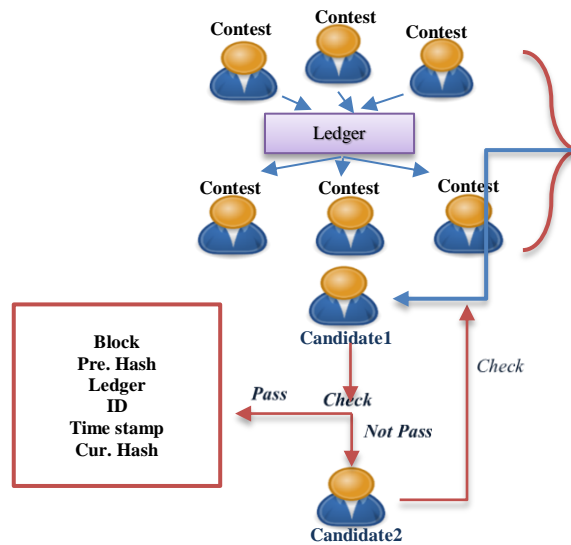 Contest
Contest
Contest
Ledger
Contest
Contest
Contest
Candidate1
Block
Pre. Hash
Ledger
ID
Time stamp
Cur. Hash
Pass
Check
Not Pass
Check
Candidate2